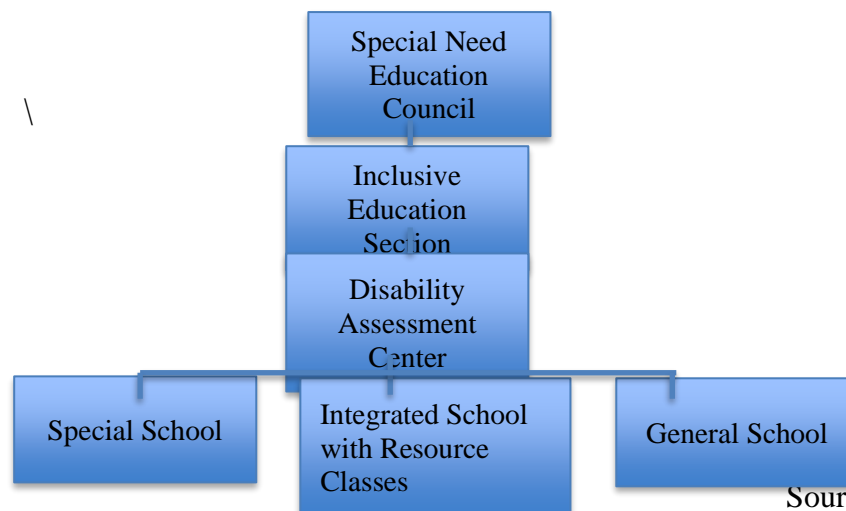 Special Need
Education
Council
\
Inclusive
Education
Section
Disability
Assessment
Center
Special School
Integrated School
with Resource
Classes
General School
Sour